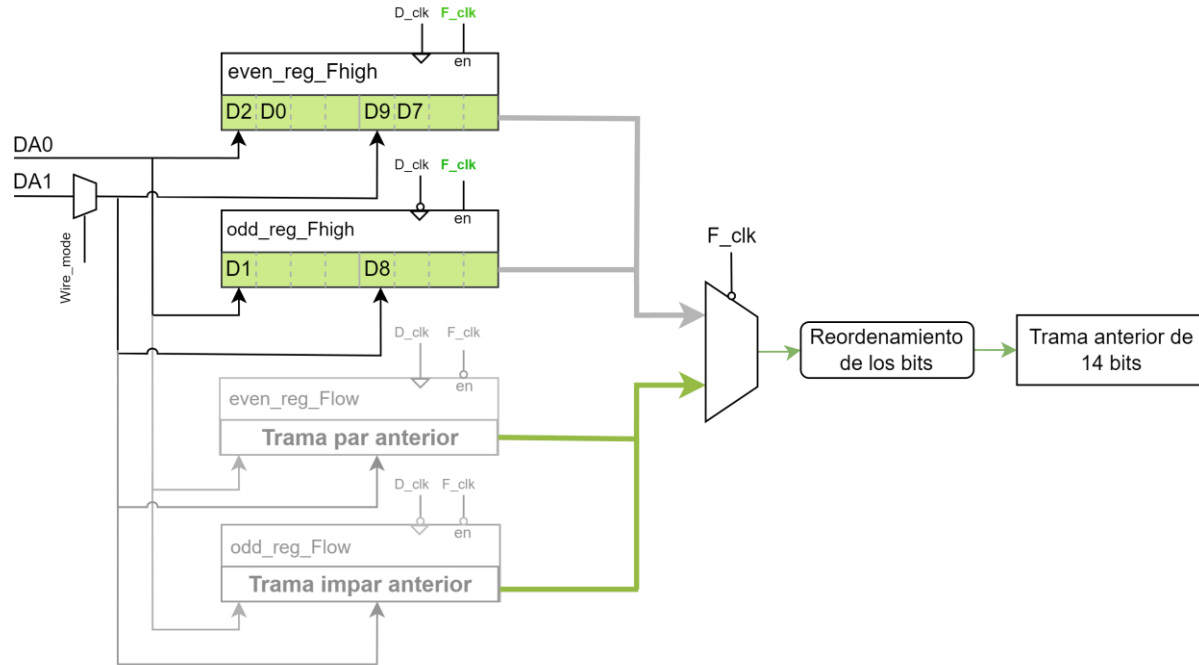 D_clk F_clk
en
even_reg_Fhigh
D2 D0 D9 D7
DA0
DA1
Wire_mode
D_clk F_clk
en
odd_reg_Fhigh
D1 D8
F_clk
D_clk F_clk
en
even_reg_Flow
Trama par anterior
D_clk F_clk
en
odd_reg_Flow
Trama impar anterior
Reordenamiento
de los bits
Trama anterior de
14 bits